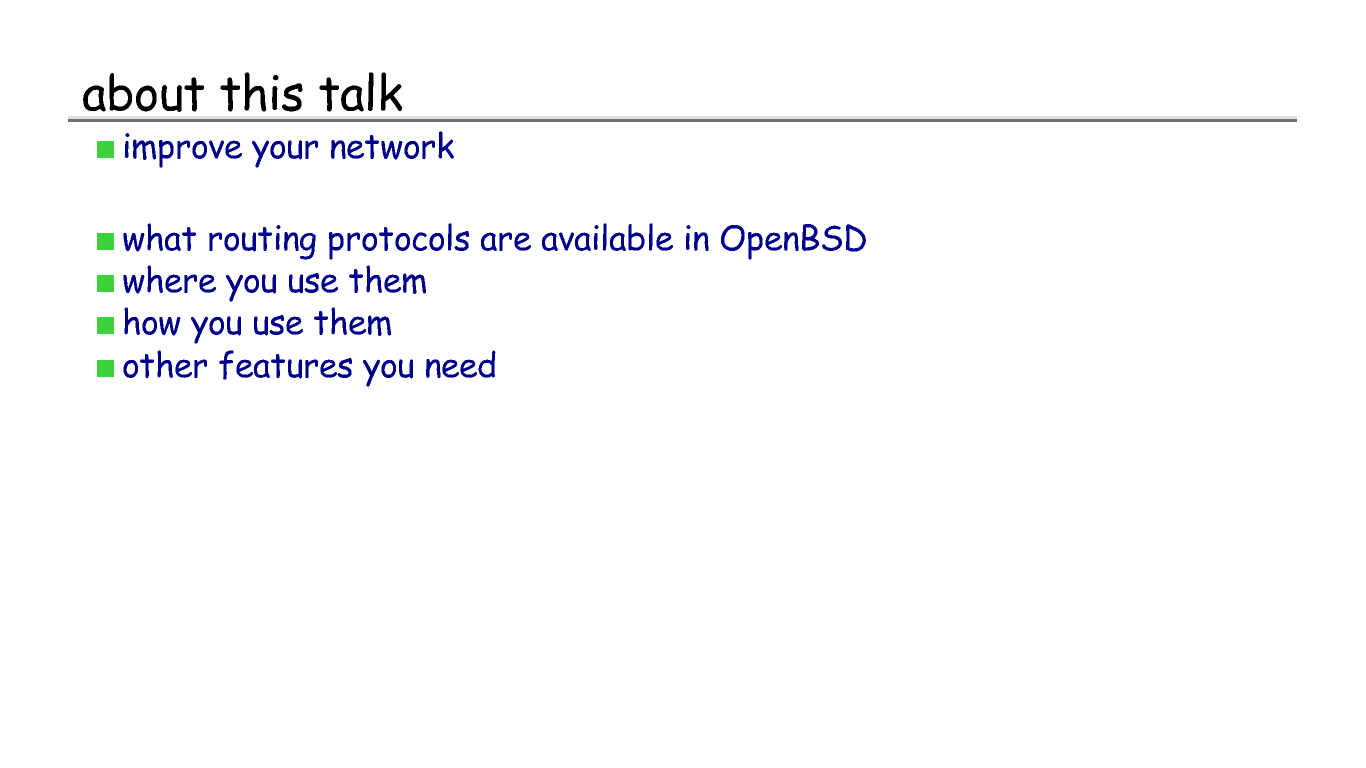 about this talk
improve your network
what routing protocols are available in OpenBSD
where you use them
how you use them
other features you need